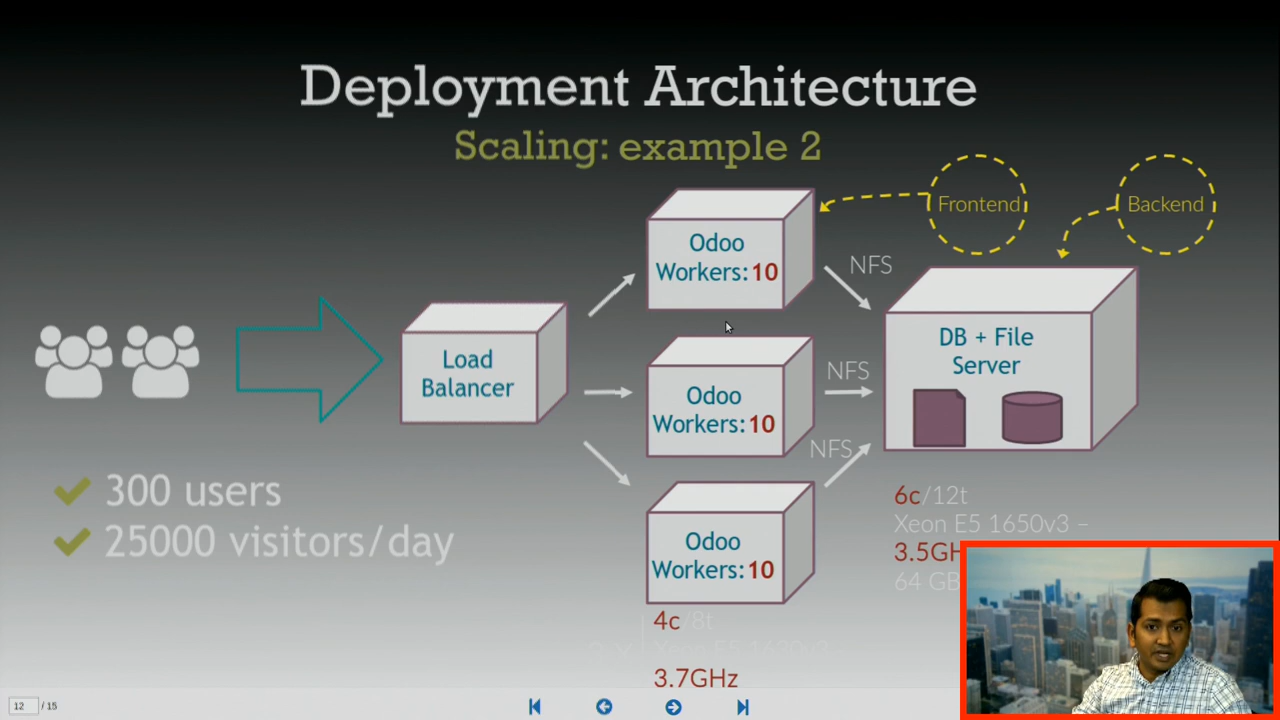 Deployment Architecture
Scaling: example 2
Frontend
Backend
Odoo
Workers: 10
NFS
DB + File
Server
Load
Balancer
Odoo
Workers: 10
NFS
NFS
Odoo
Workers: 10
300 users
25000 visitors/day
6c/12t
Xeon E5 1650v3 –
3.5GH
64 GB
4c/8t
3 x
3.7GHz
12 / 15